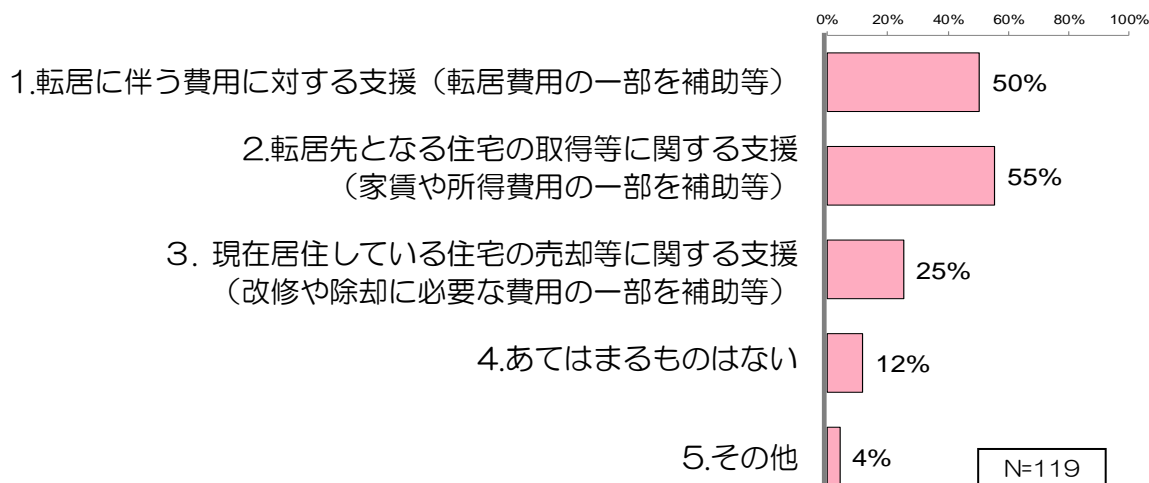 0% 20% 40% 60% 80% 100%
1.転居に伴う費用に対する支援（転居費用の一部を補助等）
50%
2.転居先となる住宅の取得等に関する支援
（家賃や所得費用の一部を補助等）
55%
３. 現在居住している住宅の売却等に関する支援
（改修や除却に必要な費用の一部を補助等）
25%
4.あてはまるものはない
12%
5.その他
4%
N=119